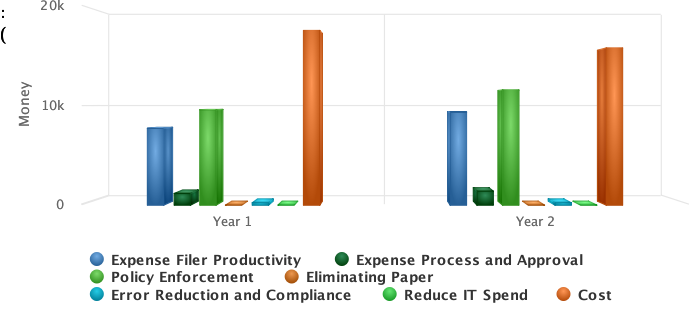 :
(
20k
10k
0
Money
Year 1
Year 2
Expense Filer Productivity
Expense Process and Approval
Policy Enforcement
Eliminating Paper
Error Reduction and Compliance
Reduce IT Spend
Cost